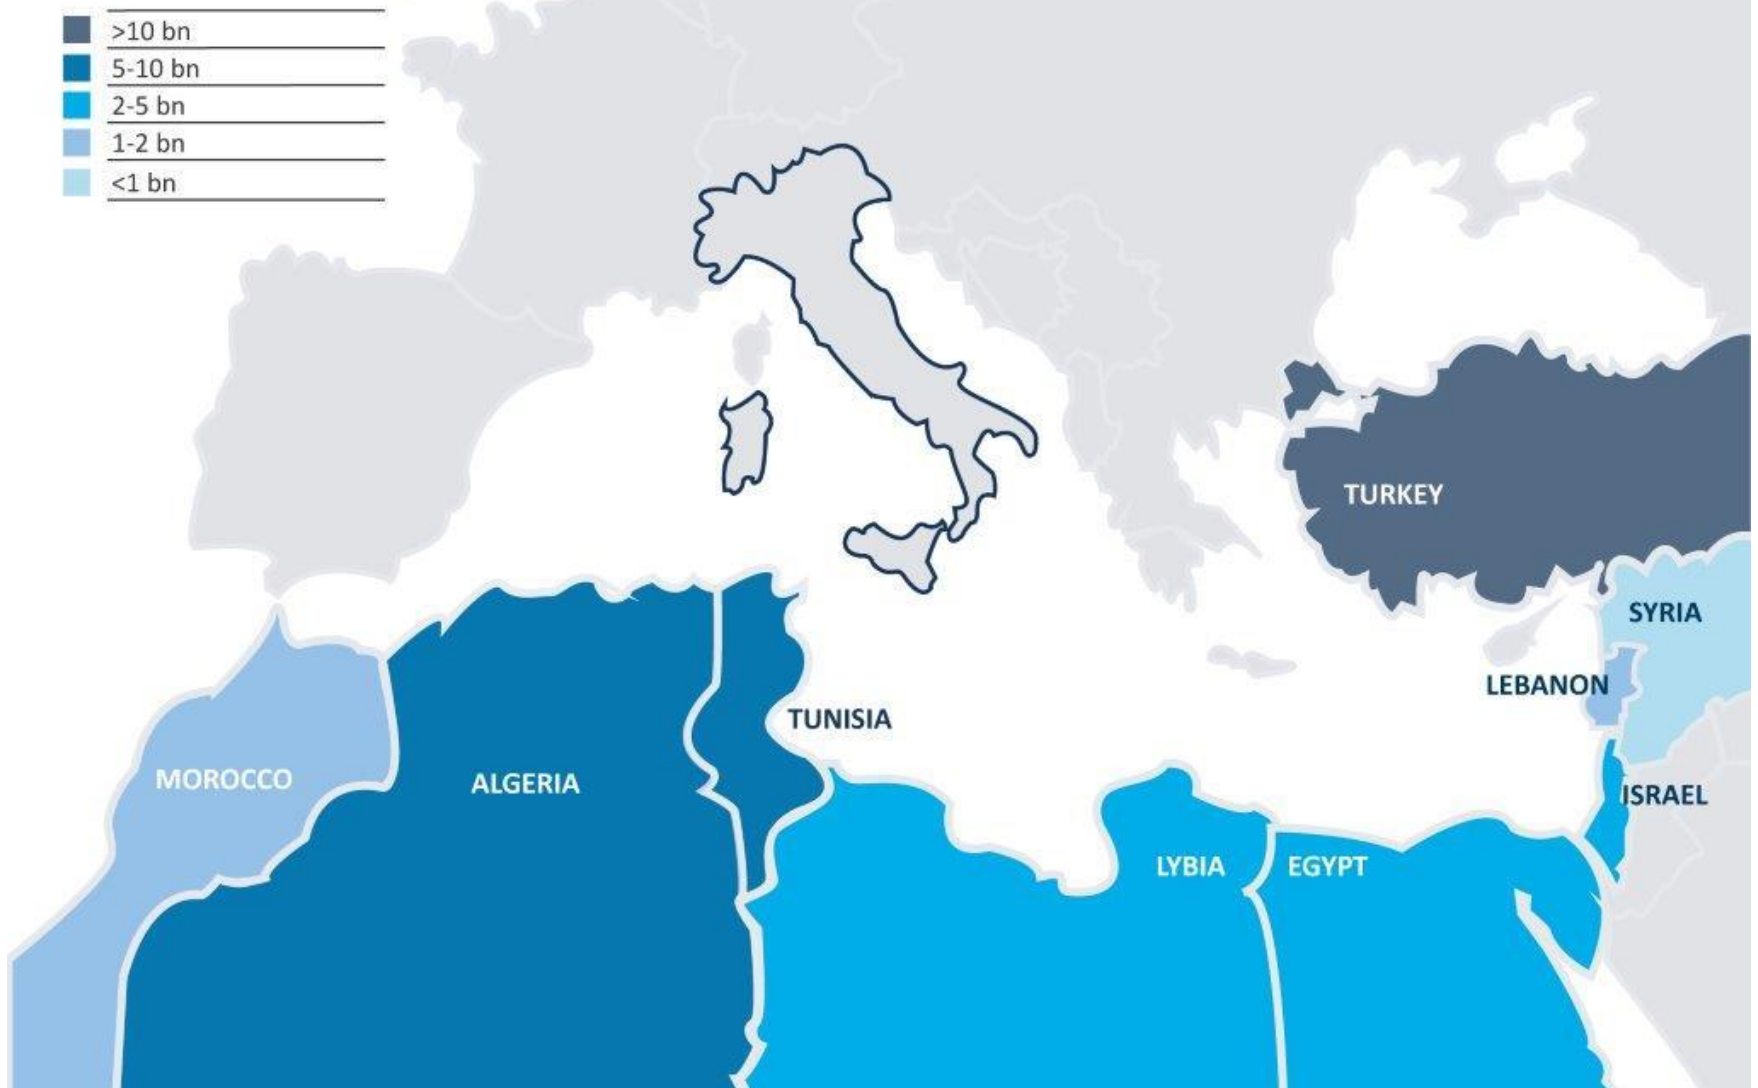 >10 bn
5-10 bn
2-5 bn
1-2 bn
<1 bn
TURKEY
SYRIA
LEBANON
TUNISIA
MOROCCO
ALGERIA
ISRAEL
LYBIA
EGYPT